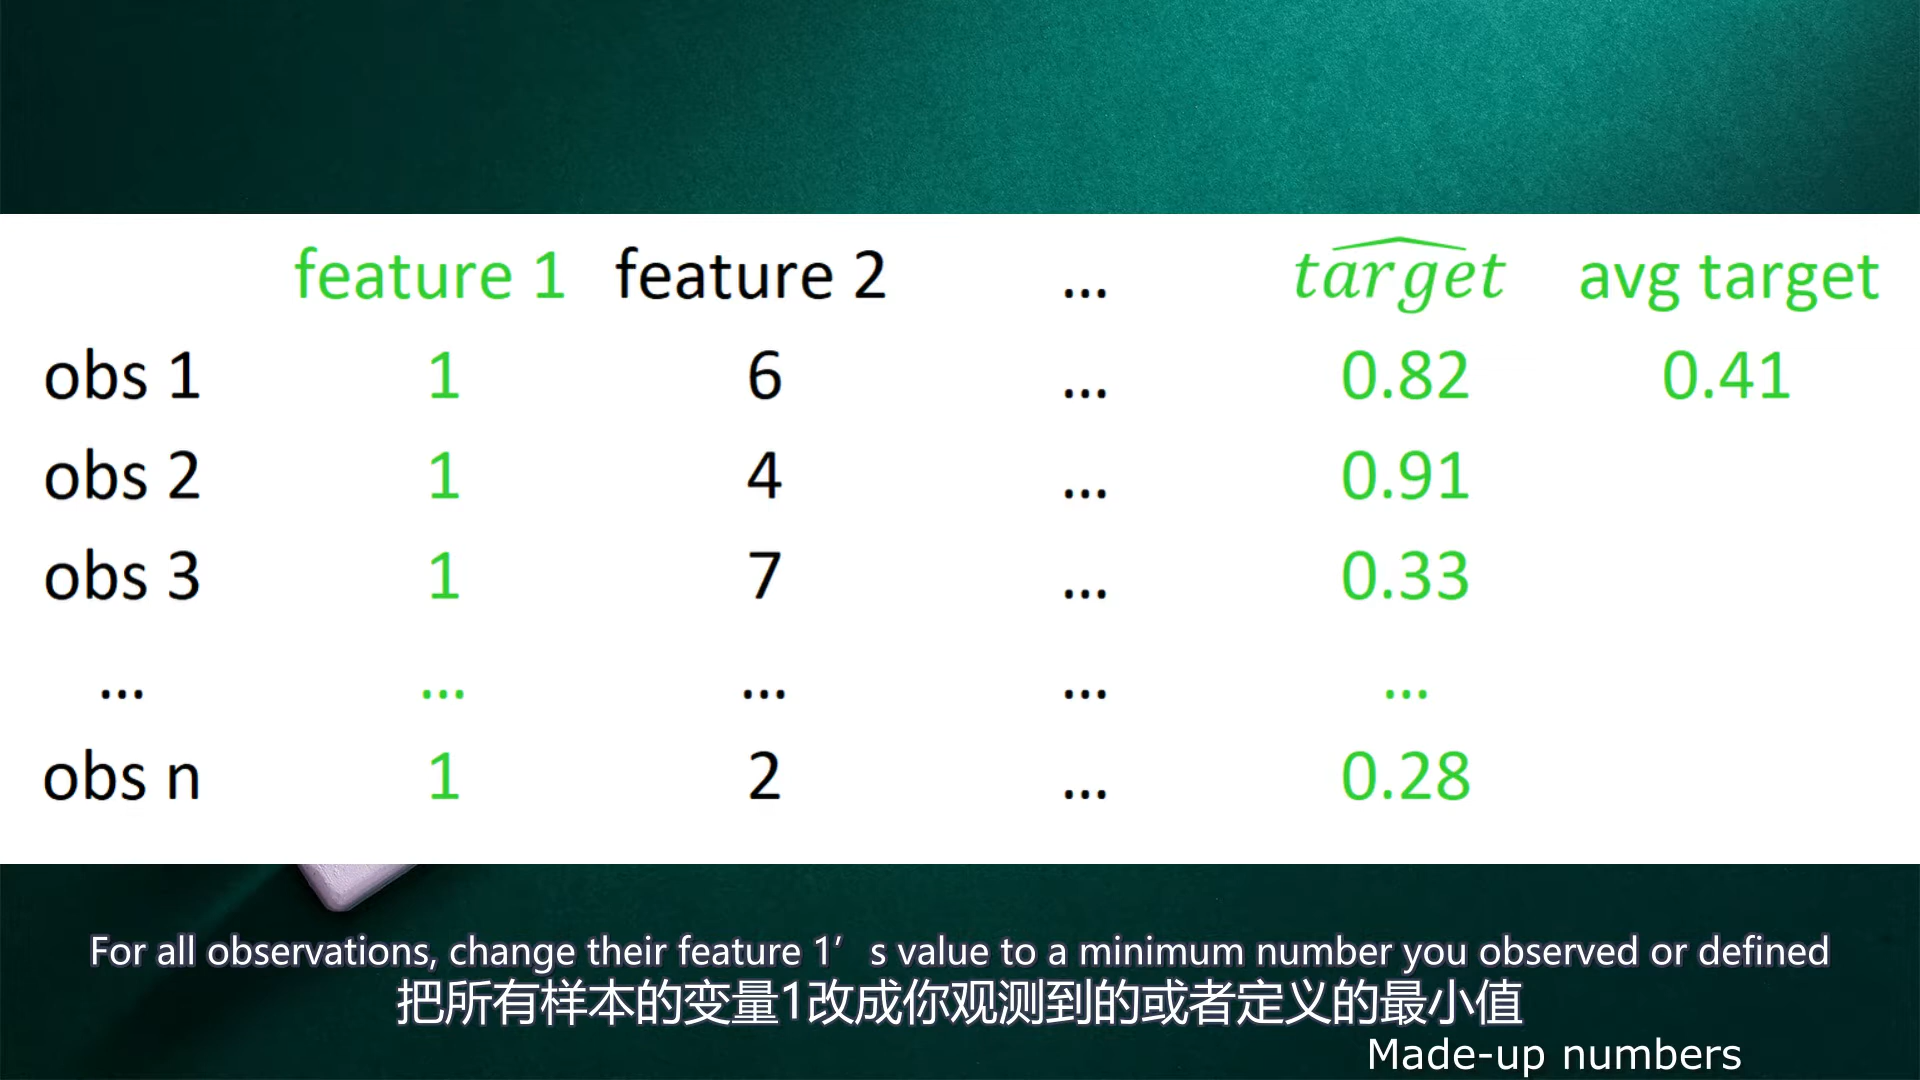 feature 1 feature 2 ... target avg target
obs 1 1 6 ... 0.82 0.41
obs 2 1 4 ... 0.91
obs 3 1 7 ... 0.33
... ... ... ... ...
obs n 1 2 ... 0.28
For all observations, change their feature 1’s value to a minimum number you observed or defined
把所有样本的变量1改成你观测到的或者定义的最小值
Made-up numbers